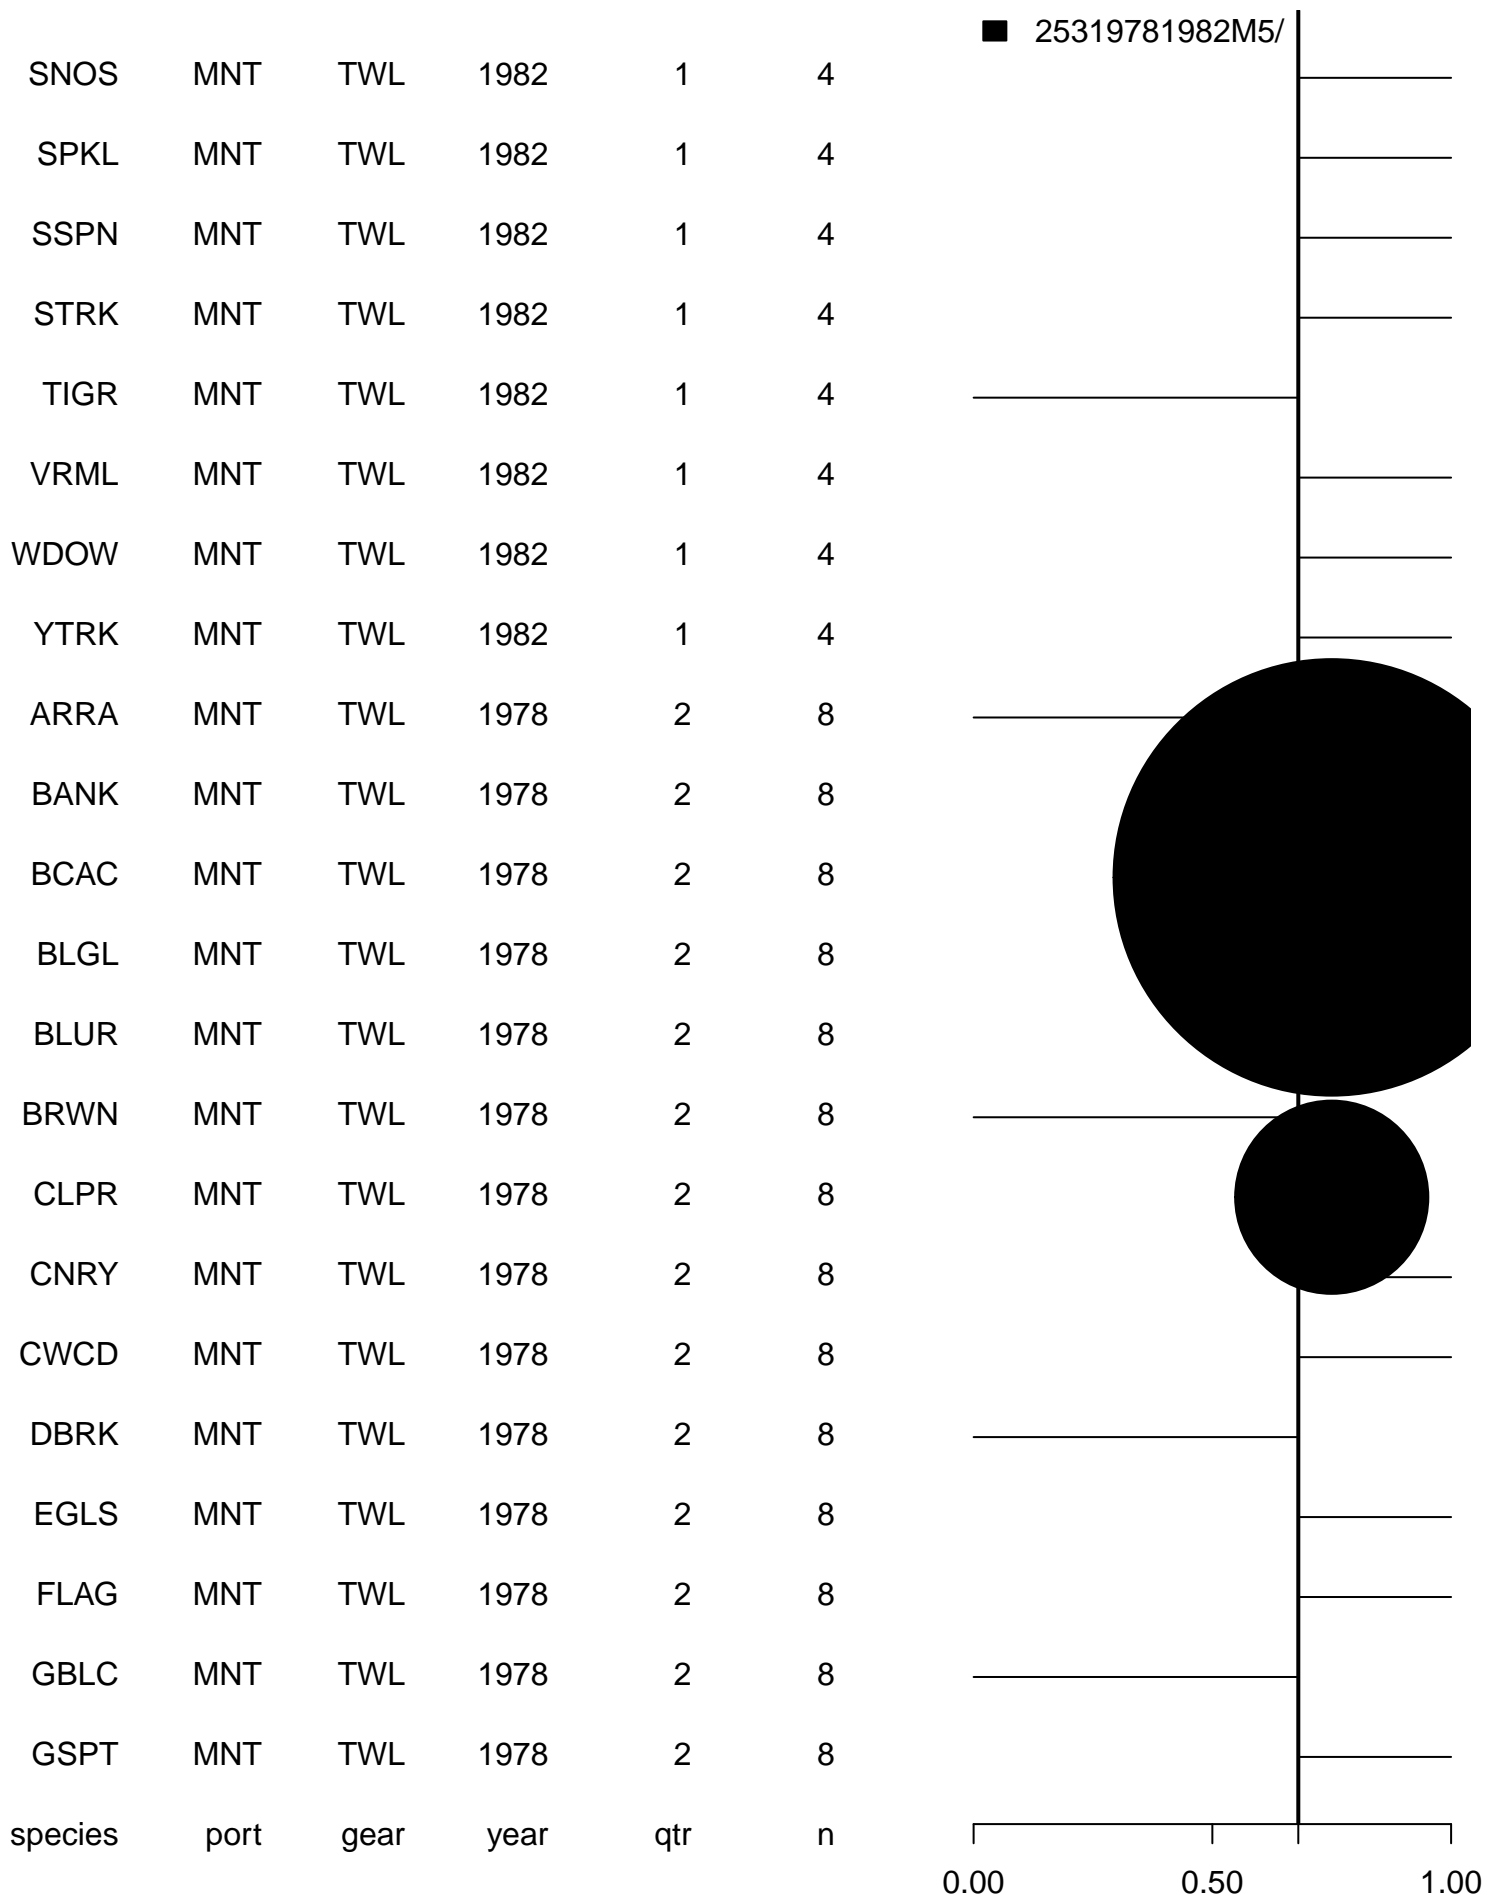 25319781982M5/
SNOS MNT TWL 1982 1 4
SPKL MNT TWL 1982 1 4
SSPN MNT TWL 1982 1 4
STRK MNT TWL 1982 1 4
TIGR MNT TWL 1982 1 4
VRML MNT TWL 1982 1 4
WDOW MNT TWL 1982 1 4
YTRK MNT TWL 1982 1 4
ARRA MNT TWL 1978 2 8
BANK MNT TWL 1978 2 8
BCAC MNT TWL 1978 2 8
BLGL MNT TWL 1978 2 8
BLUR MNT TWL 1978 2 8
BRWN MNT TWL 1978 2 8
CLPR MNT TWL 1978 2 8
CNRY MNT TWL 1978 2 8
CWCD MNT TWL 1978 2 8
DBRK MNT TWL 1978 2 8
EGLS MNT TWL 1978 2 8
FLAG MNT TWL 1978 2 8
GBLC MNT TWL 1978 2 8
GSPT MNT TWL 1978 2 8
species port gear year qtr n
0.00 0.50 1.00